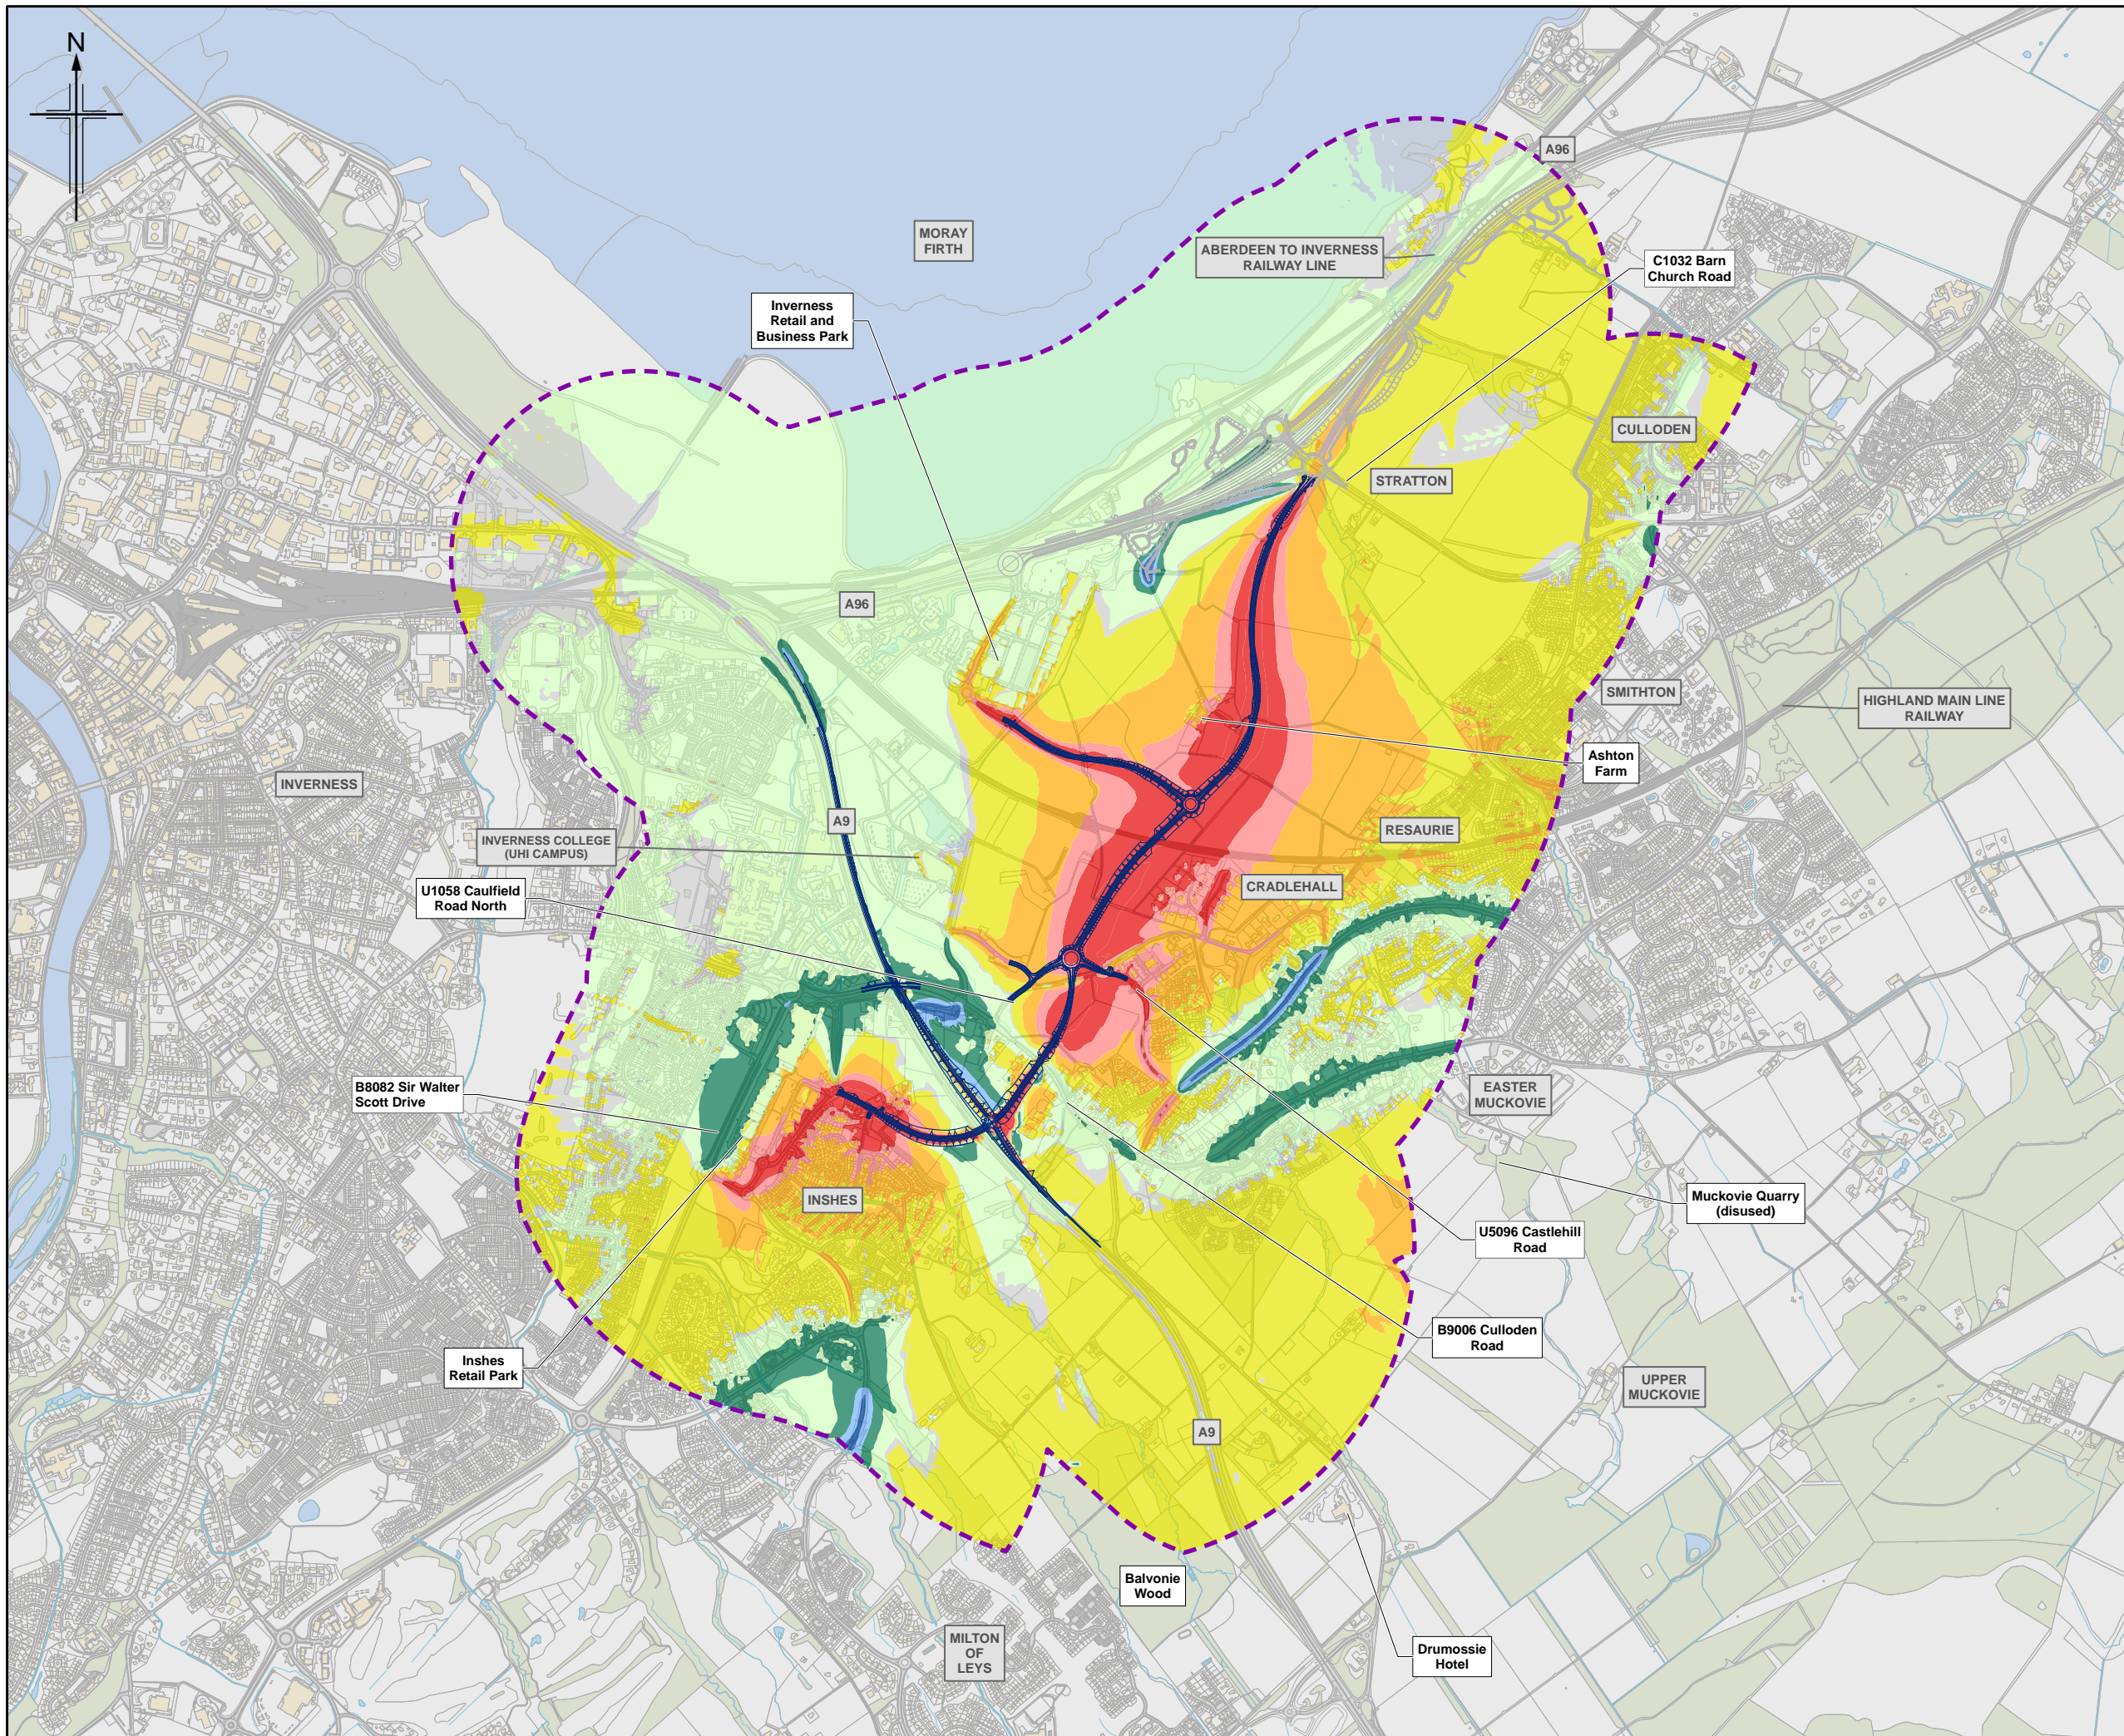 N
A96
MORAY
FIRTH
ABERDEEN TO INVERNESS
RAILWAY LINE
C1032 Barn
Church Road
Inverness
Retail and
Business Park
CULLODEN
STRATTON
A96
SMITHTON
HIGHLAND MAIN LINE
RAILWAY
Ashton
Farm
INVERNESS
A9
RESAURIE
INVERNESS COLLEGE
(UHI CAMPUS)
CRADLEHALL
U1058 Caulfield
Road North
B8082 Sir Walter
Scott Drive
EASTER
MUCKOVIE
INSHES
Muckovie Quarry
(disused)
U5096 Castlehill
Road
B9006 Culloden
Road
Inshes
Retail Park
UPPER
MUCKOVIE
A9
Balvonie
Wood
MILTON
OF
LEYS
Drumossie
Hotel